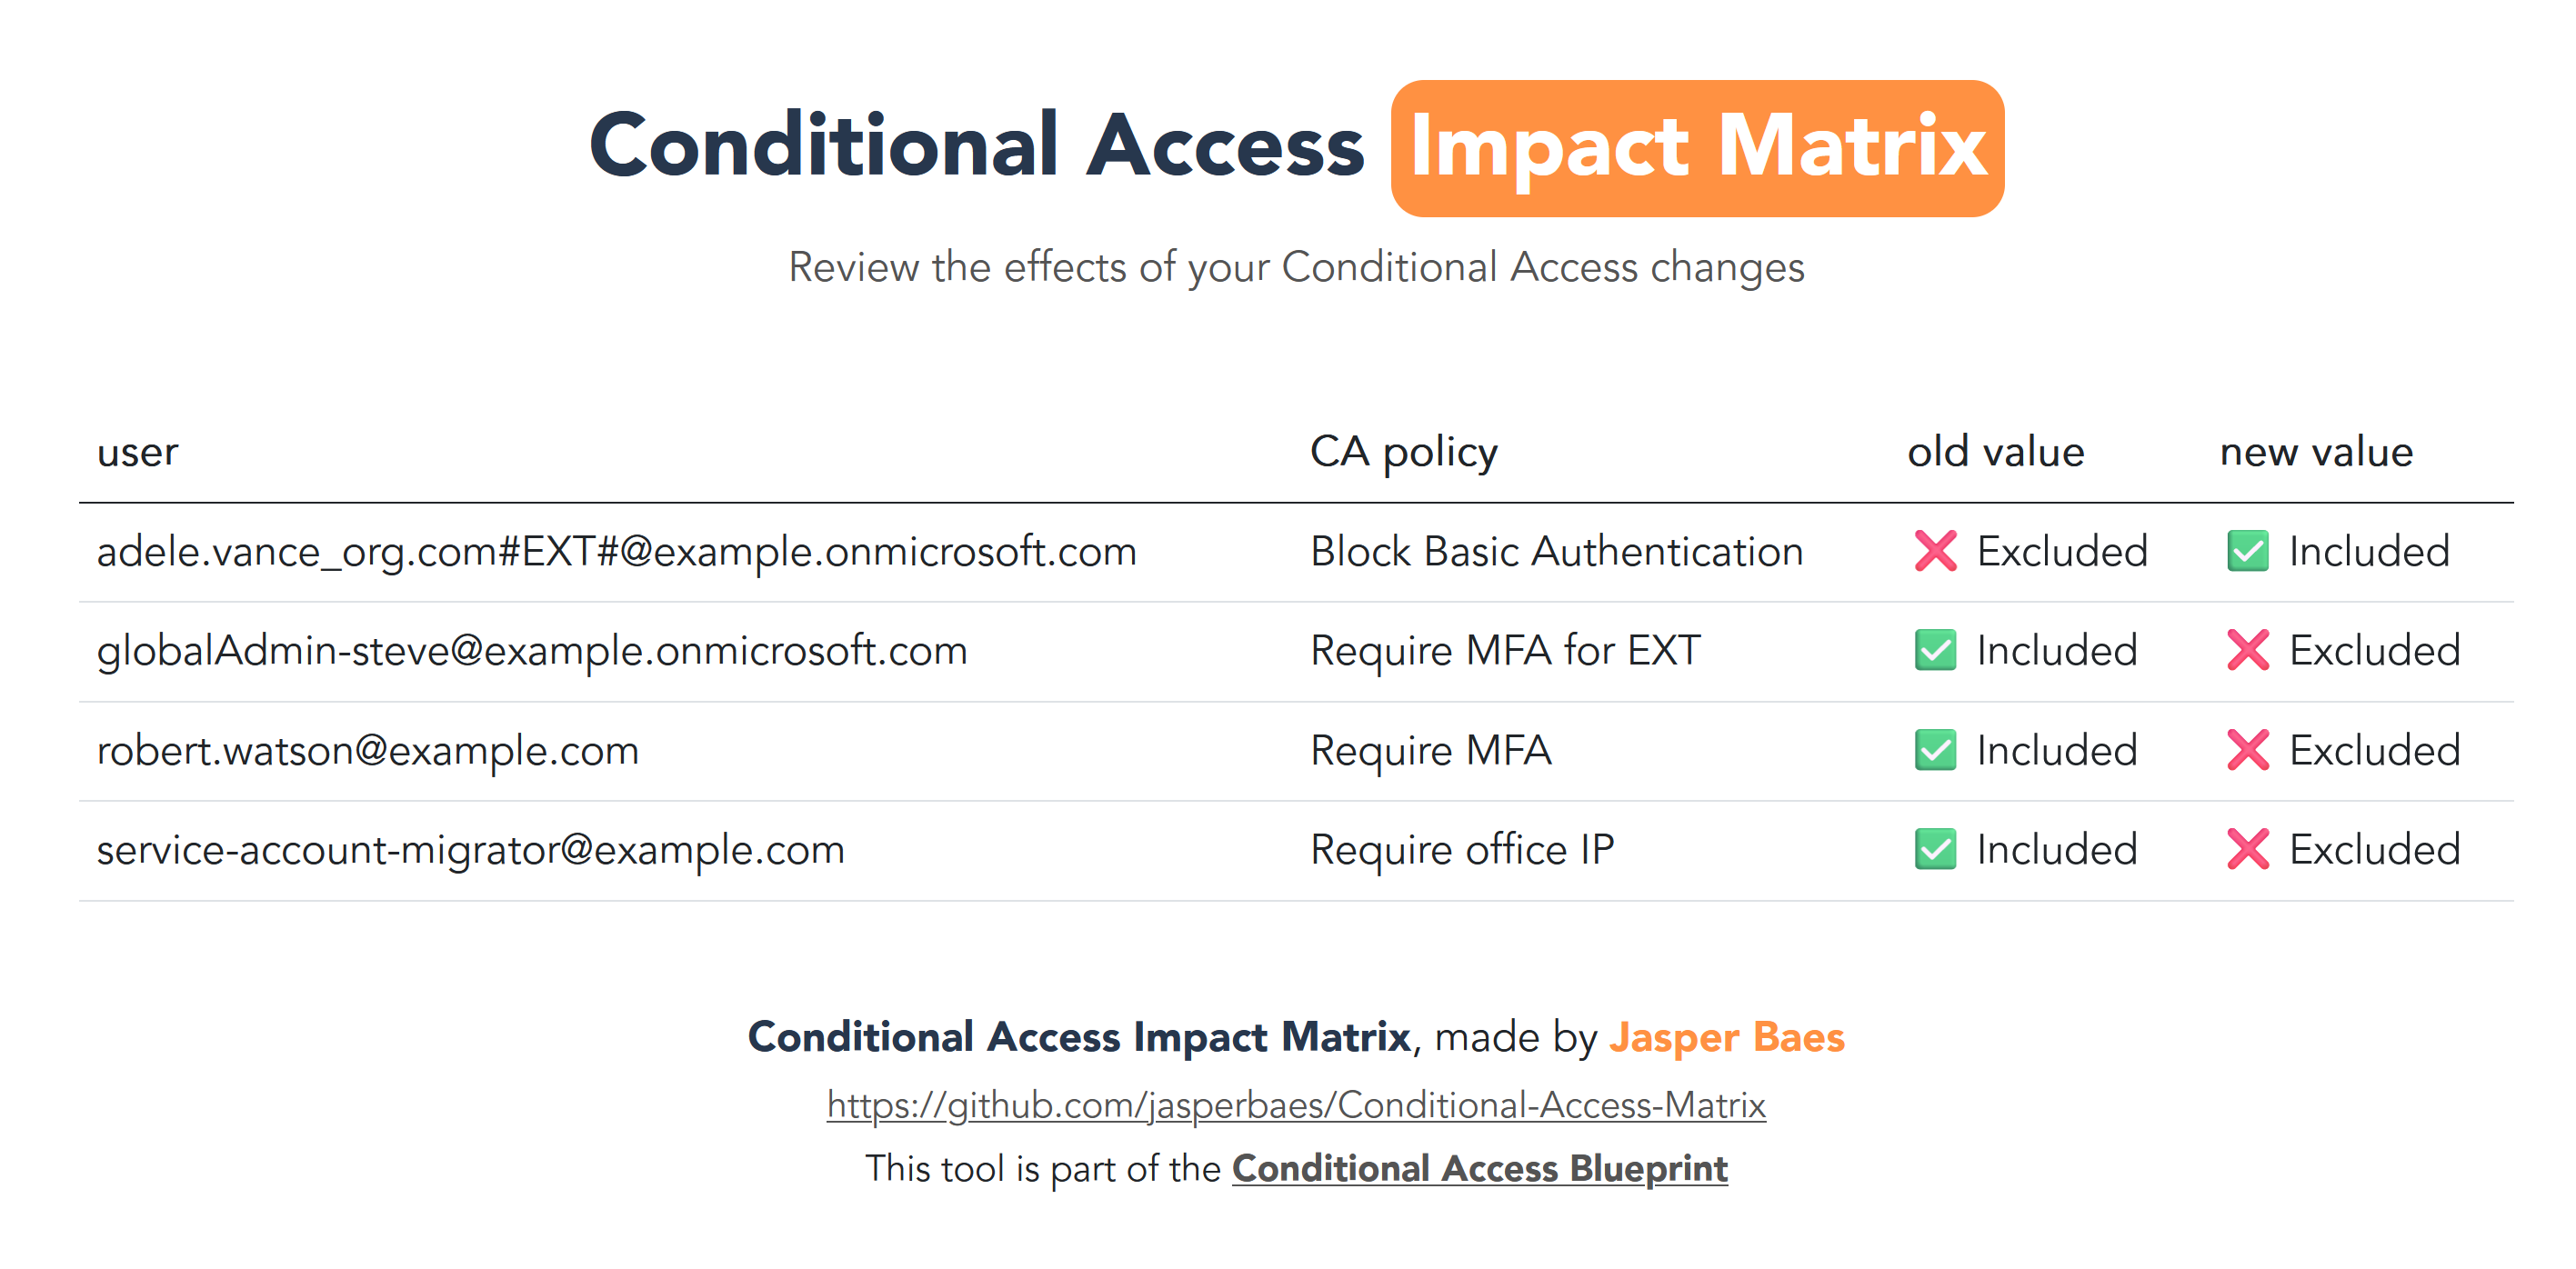 Conditional Access Impact Matrix
Review the effects of your Conditional Access changes
user CA policy old value new value
adele.vance_org.com#EXT#@example.onmicrosoft.com Block Basic Authentication ❌ Excluded ✅ Included
globalAdmin-steve@example.onmicrosoft.com Require MFA for EXT ✅ Included ❌ Excluded
robert.watson@example.com Require MFA ✅ Included ❌ Excluded
service-account-migrator@example.com Require office IP ✅ Included ❌ Excluded
Conditional Access Impact Matrix, made by Jasper Baes
https://github.com/jasperbaes/Conditional-Access-Matrix
This tool is part of the Conditional Access Blueprint